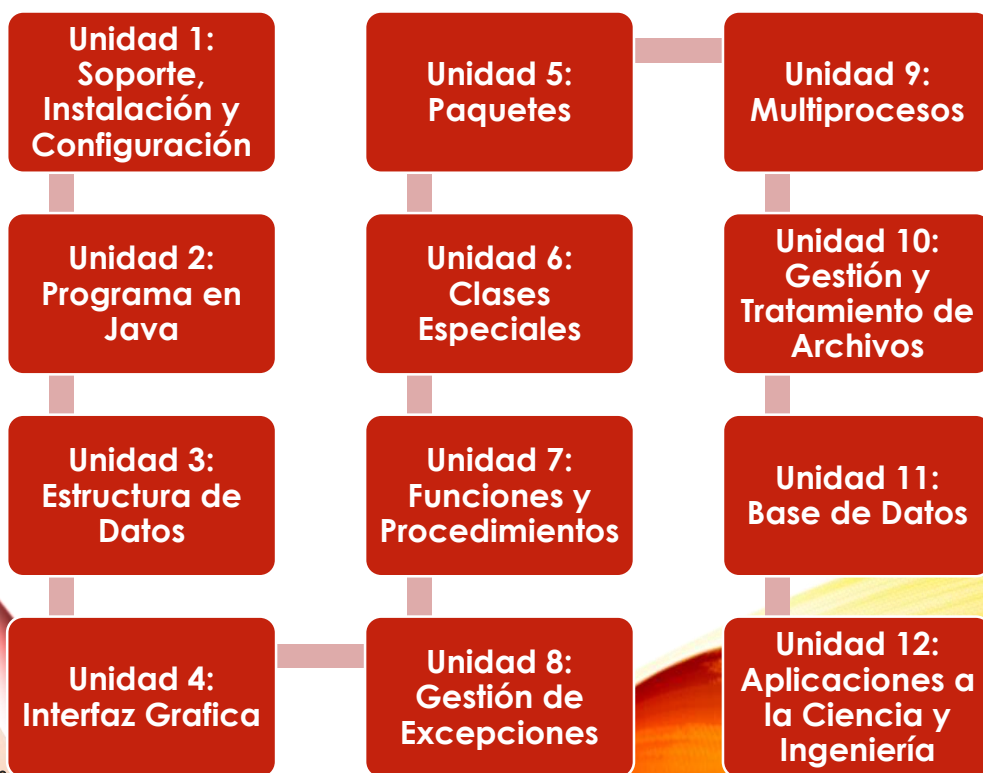 Unidad 1:
Soporte,
Instalación y
Configuración
Unidad 2:
Programa en
Java
Unidad 3:
Estructura de
Datos
Unidad 4:
Interfaz Grafica
Unidad 5:
Paquetes
Unidad 6:
Clases
Especiales
Unidad 7:
Funciones y
Procedimientos
Unidad 8:
Gestión de
Excepciones
Unidad 9:
Multiprocesos
Unidad 10:
Gestión y
Tratamiento de
Archivos
Unidad 11:
Base de Datos
Unidad 12:
Aplicaciones a
la Ciencia y
Ingeniería